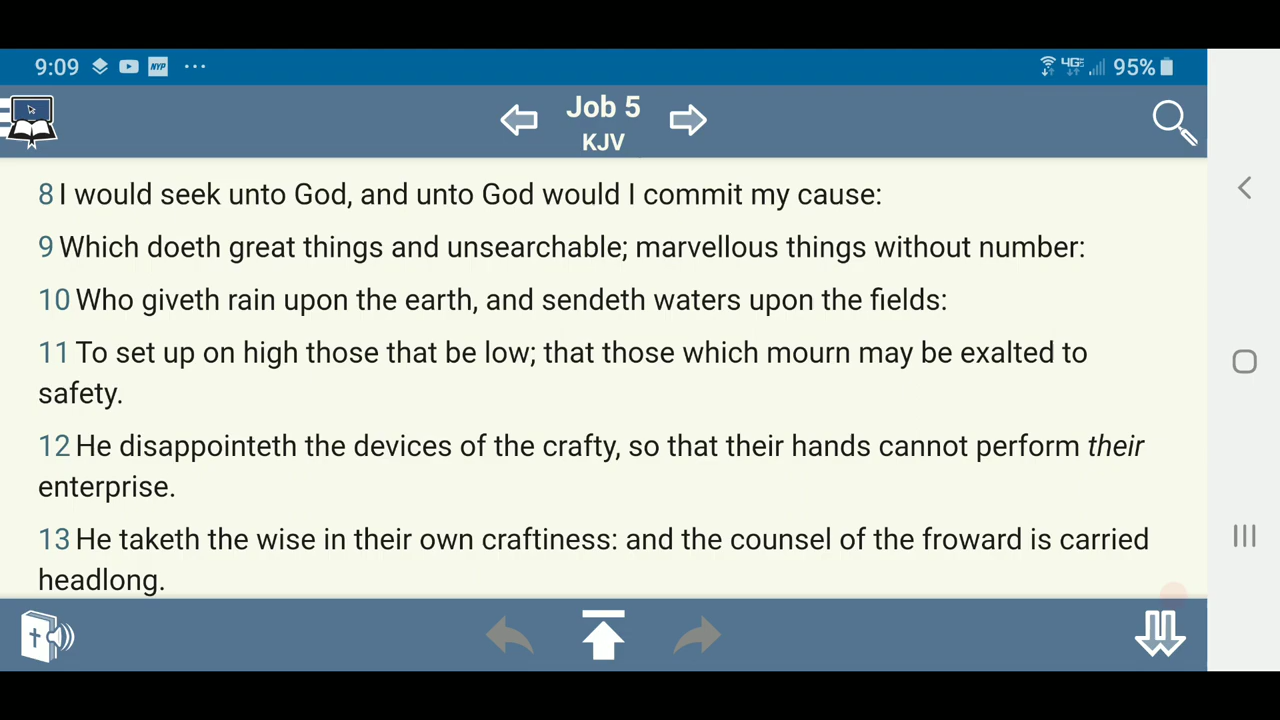 9:09 NYP ... 4GE 95%
Job 5
KJV
8 I would seek unto God, and unto God would I commit my cause:
9 Which doeth great things and unsearchable; marvellous things without number:
10 Who giveth rain upon the earth, and sendeth waters upon the fields:
11 To set up on high those that be low; that those which mourn may be exalted to
safety.
12 He disappointeth the devices of the crafty, so that their hands cannot perform their
enterprise.
13 He taketh the wise in their own craftiness: and the counsel of the froward is carried
headlong.